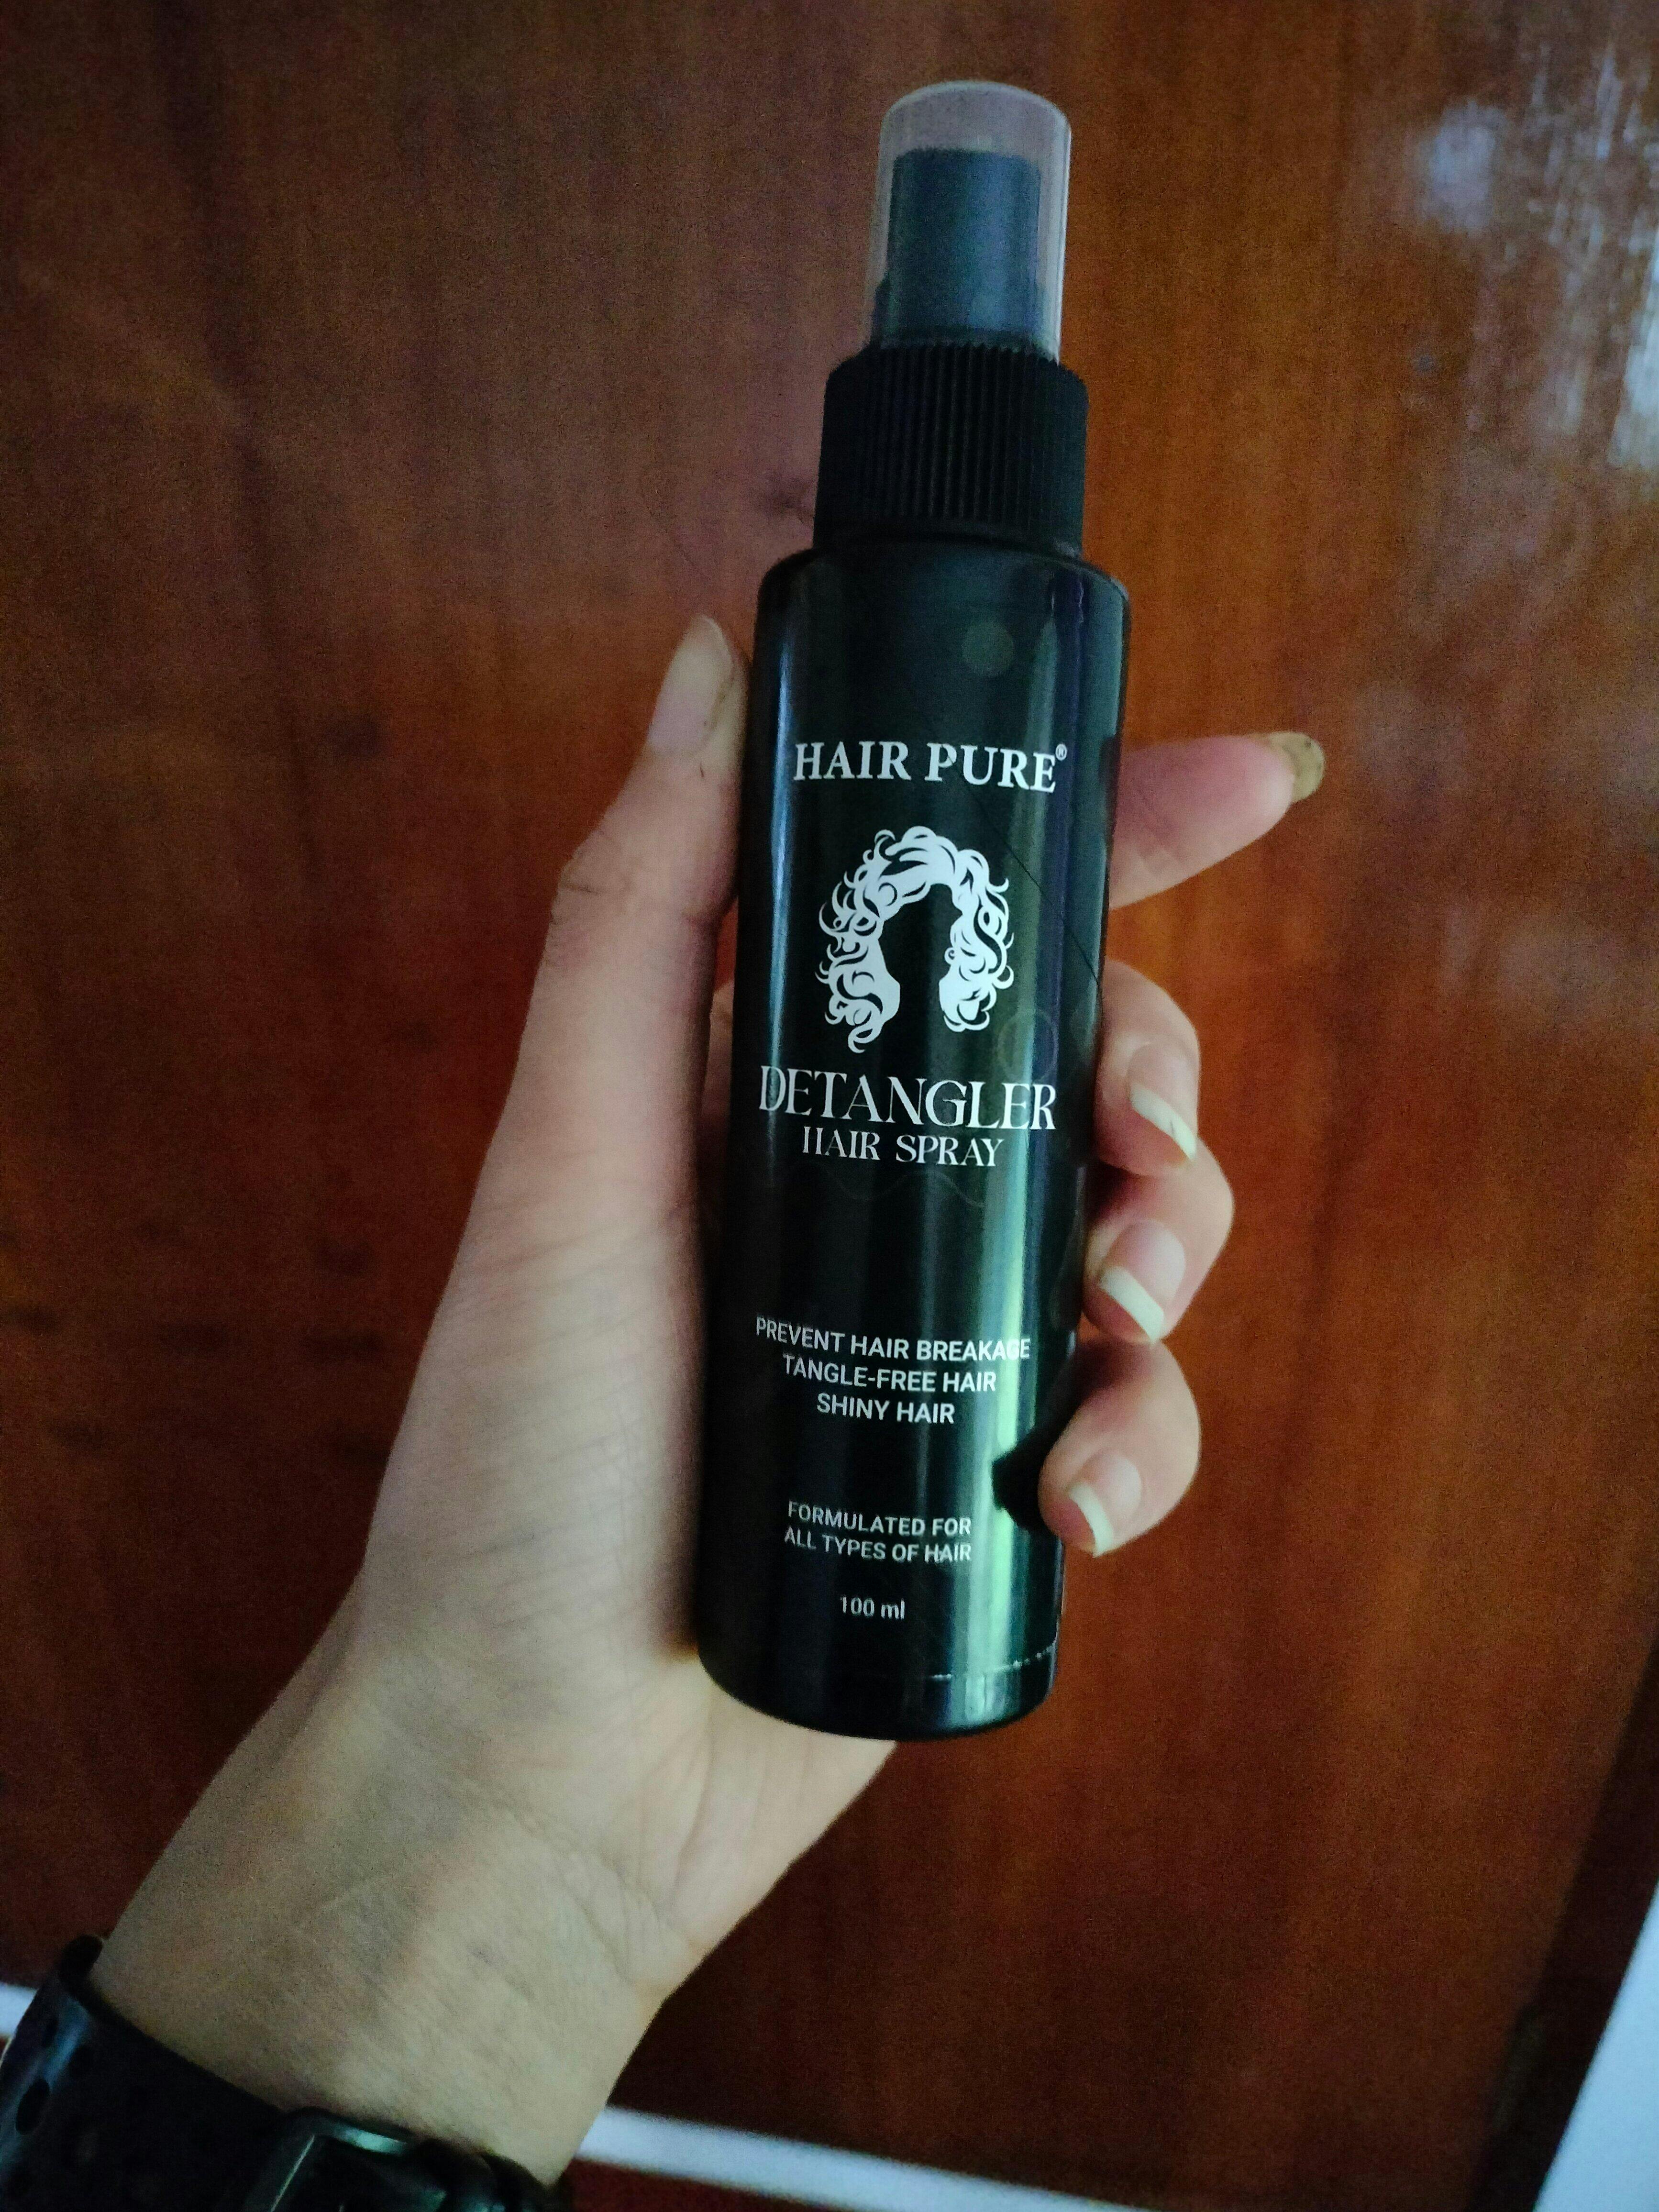 HAIR PURE®
DETANGLER
HAIR SPRAY
PREVENT HAIR BREAKAGE
TANGLE-FREE HAIR
SHINY HAIR
FORMULATED FOR
ALL TYPES OF HAIR
100 ml